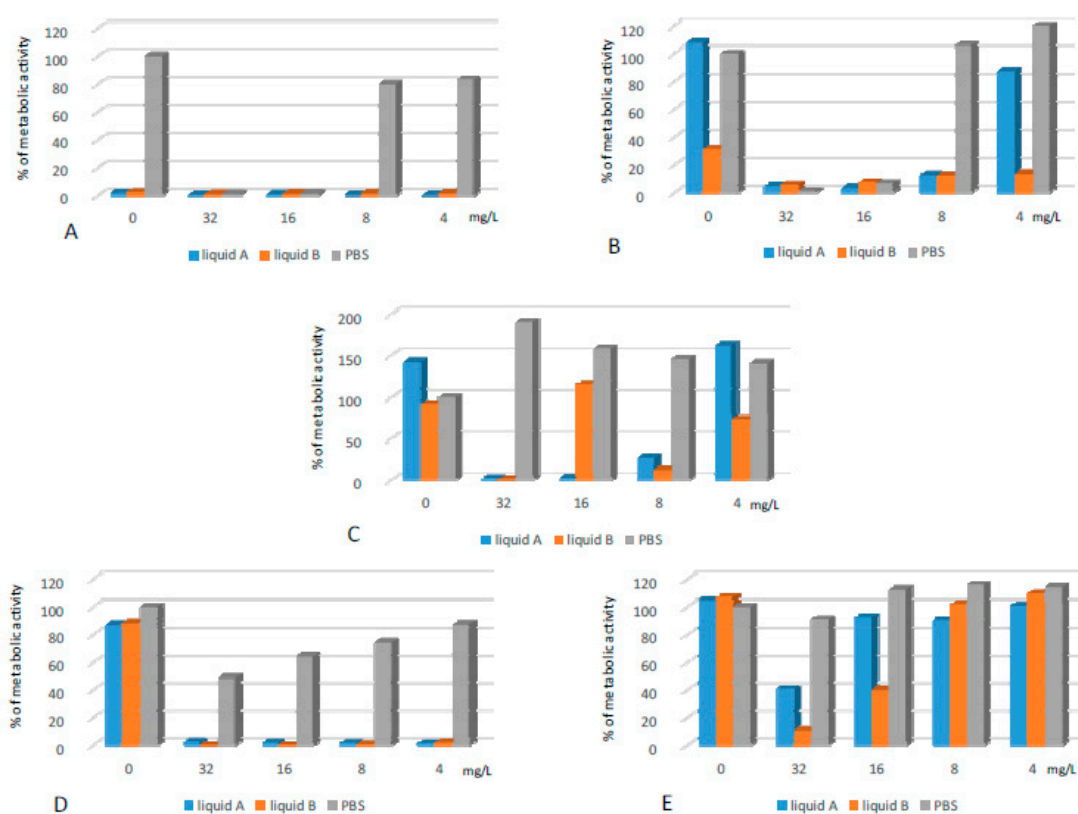 % of metabolic activity
120
100
80
60
40
20
0
0 32 16 8 4 mg/L
A
liquid A liquid B PBS
% of metabolic activity
120
100
80
60
40
20
0
0 32 16 8 4 mg/L
B
liquid A liquid B PBS
% of metabolic activity
200
150
100
50
0
0 32 16 8 4 mg/L
C
liquid A liquid B PBS
% of metabolic activity
120
100
80
60
40
20
0
0 32 16 8 4 mg/L
D
liquid A liquid B PBS
% of metabolic activity
120
100
80
60
40
20
0
0 32 16 8 4 mg/L
E
liquid A liquid B PBS